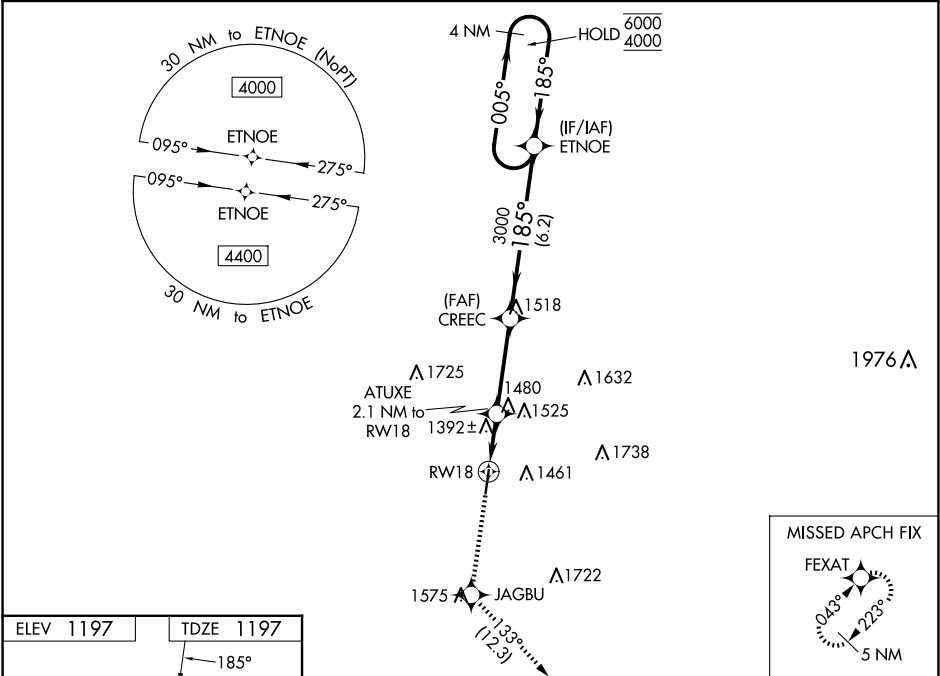 30 NM to ETNOE (NoPT)
4000
ETNOE
095°
275°
095°
275°
ETNOE
4400
30 NM to ETNOE
4 NM
HOLD
6000
4000
005°
185°
(IF/IAF)
ETNOE
3000
185°
(6.2)
(FAF)
CREEC
1518
1976
1725
1632
ATUXE
2.1 NM to
RW18
1480
1525
1392±
1738
RW18
1461
1722
1575
JAGBU
133°
(12.3)
MISSED APCH FIX
FEXAT
043°
223°
5 NM
ELEV 1197
TDZE 1197
185°